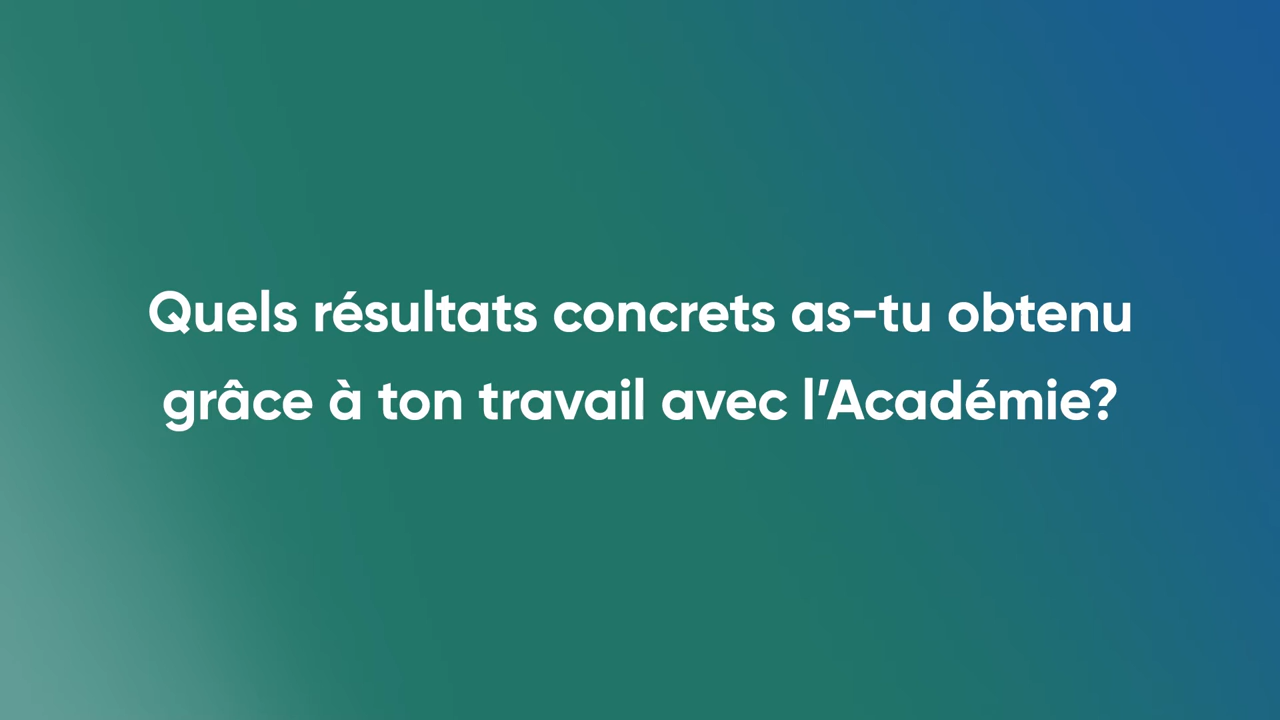 Quels résultats concrets as-tu obtenu
grâce à ton travail avec l’Académie?